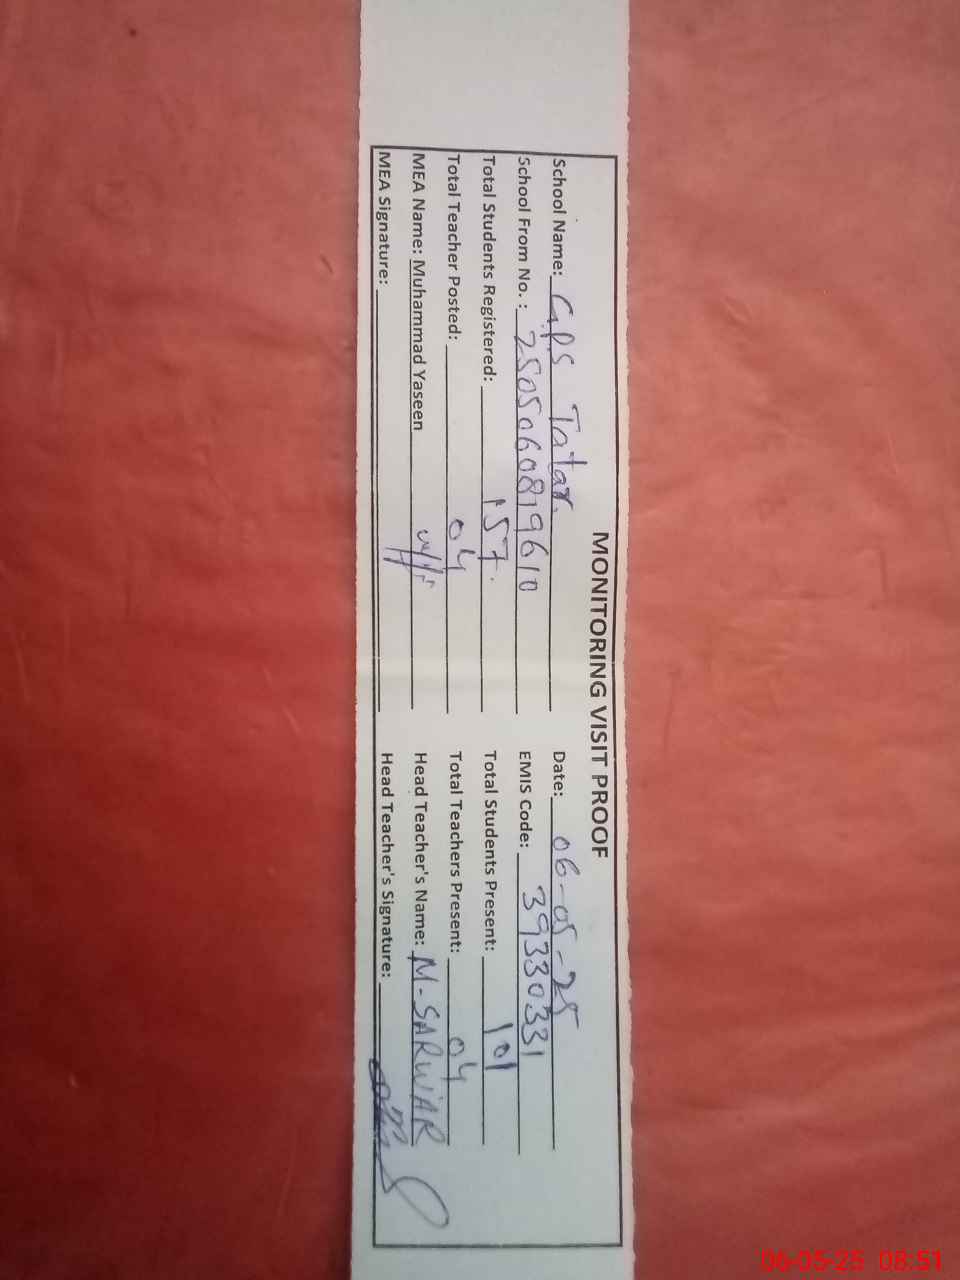 MONITORING VISIT PROOF
School Name: GPS Tatar. Date: 06-05-25
School From No. : 2505060819610 EMIS Code: 39330331
Total Students Registered: 157. Total Students Present: 101
Total Teacher Posted: 04 Total Teachers Present: 04
MEA Name: Muhammad Yaseen Head Teacher's Name: M. SARWAR
MEA Signature: Head Teacher's Signature:
06-05-25 08:51